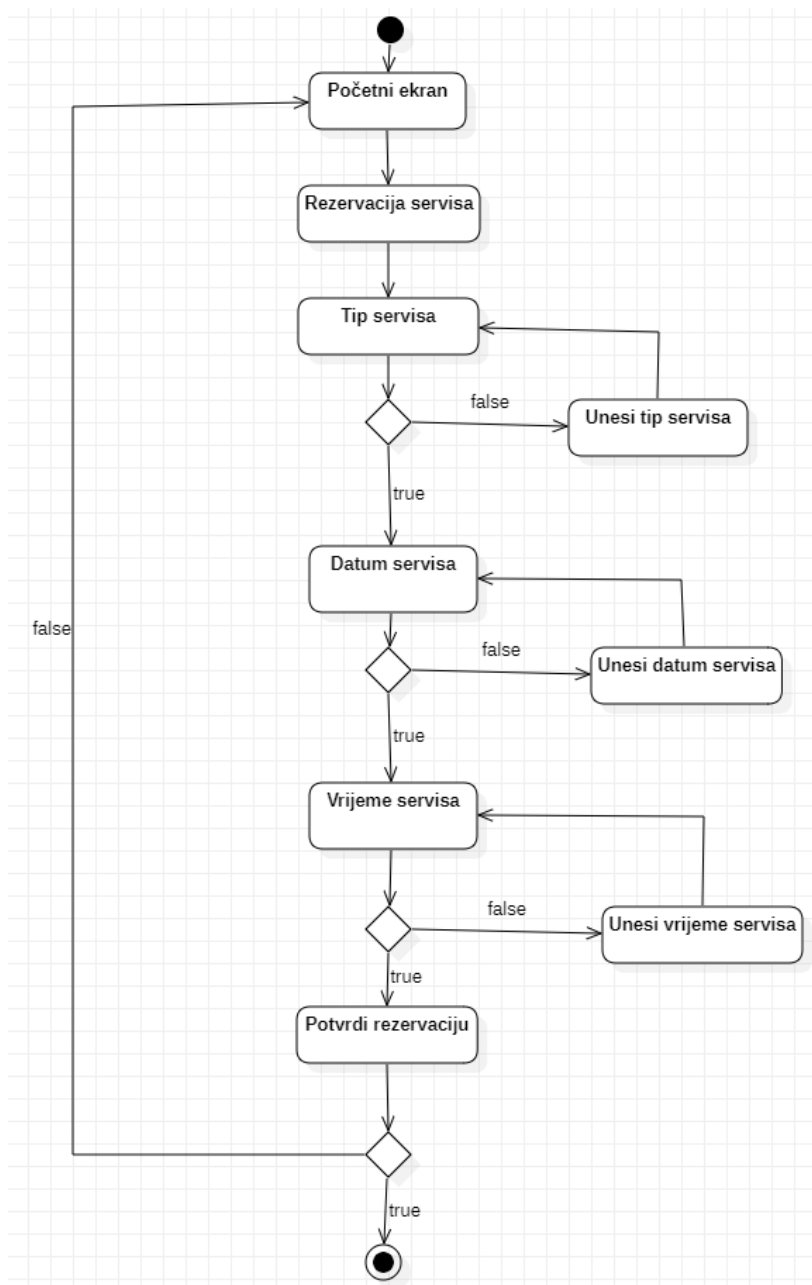 Početni ekran
Rezervacija servisa
Tip servisa
false
Unesi tip servisa
true
Datum servisa
false
false
Unesi datum servisa
true
Vrijeme servisa
false
Unesi vrijeme servisa
true
Potvrdi rezervaciju
true